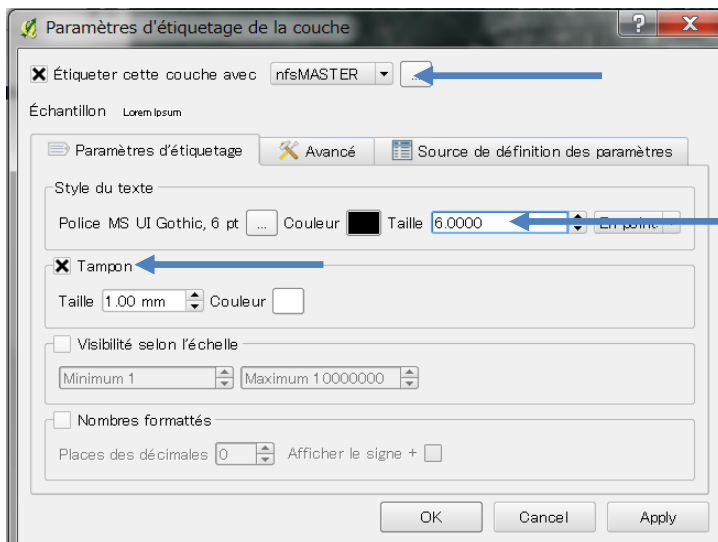 Paramètres d'étiquetage de la couche
Étiqueter cette couche avec nfsMASTER
Échantillon Lorem Ipsum
Paramètres d'étiquetage Avancé Source de définition des paramètres
Style du texte
Police MS UI Gothic, 6 pt ... Couleur Taille 6.0000 En point
Tampon
Taille 1.00 mm Couleur
Visibilité selon l'échelle
Minimum 1 Maximum 10000000
Nombres formattés
Places des décimales 0 Afficher le signe +
OK Cancel Apply